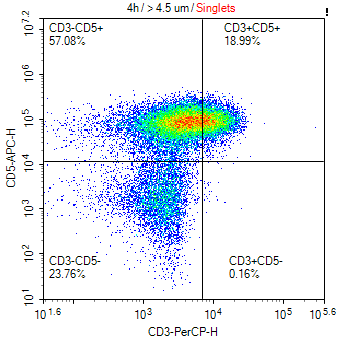 4h / > 4.5 um / Singlets
!
CD3-CD5+
57.08%
CD3+CD5+
18.99%
CD3-CD5-
23.76%
CD3+CD5-
0.16%
CD5-APC-H
10^7.2
10^6
10^5
10^4
10^3
10^2
10^1
10^1.6
10^3
10^4
10^5
10^5.6
CD3-PerCP-H